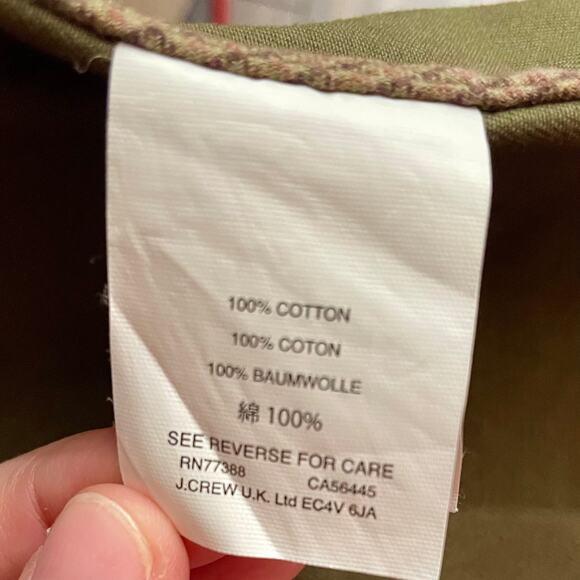 100% COTTON
100% COTON
100% BAUMWOLLE
綿 100%
SEE REVERSE FOR CARE
RN77388 CA56445
J.CREW U.K. Ltd EC4V 6JA